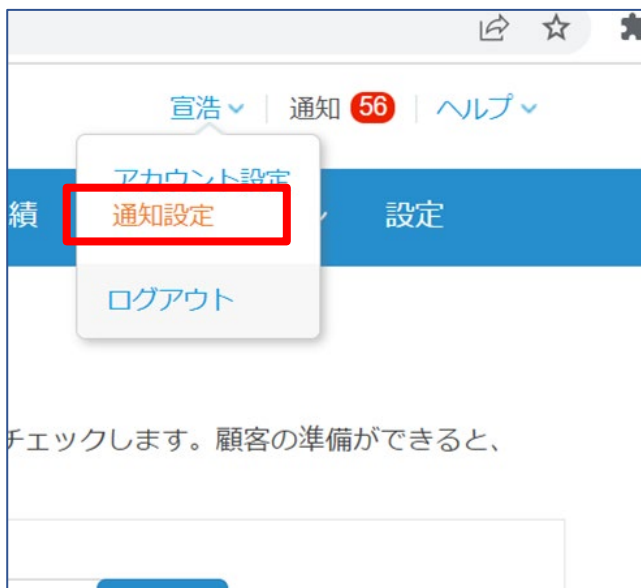 宣浩 通知 56 ヘルプ
アカウント設定
績 通知設定 設定
ログアウト
チェックします。顧客の準備ができると、